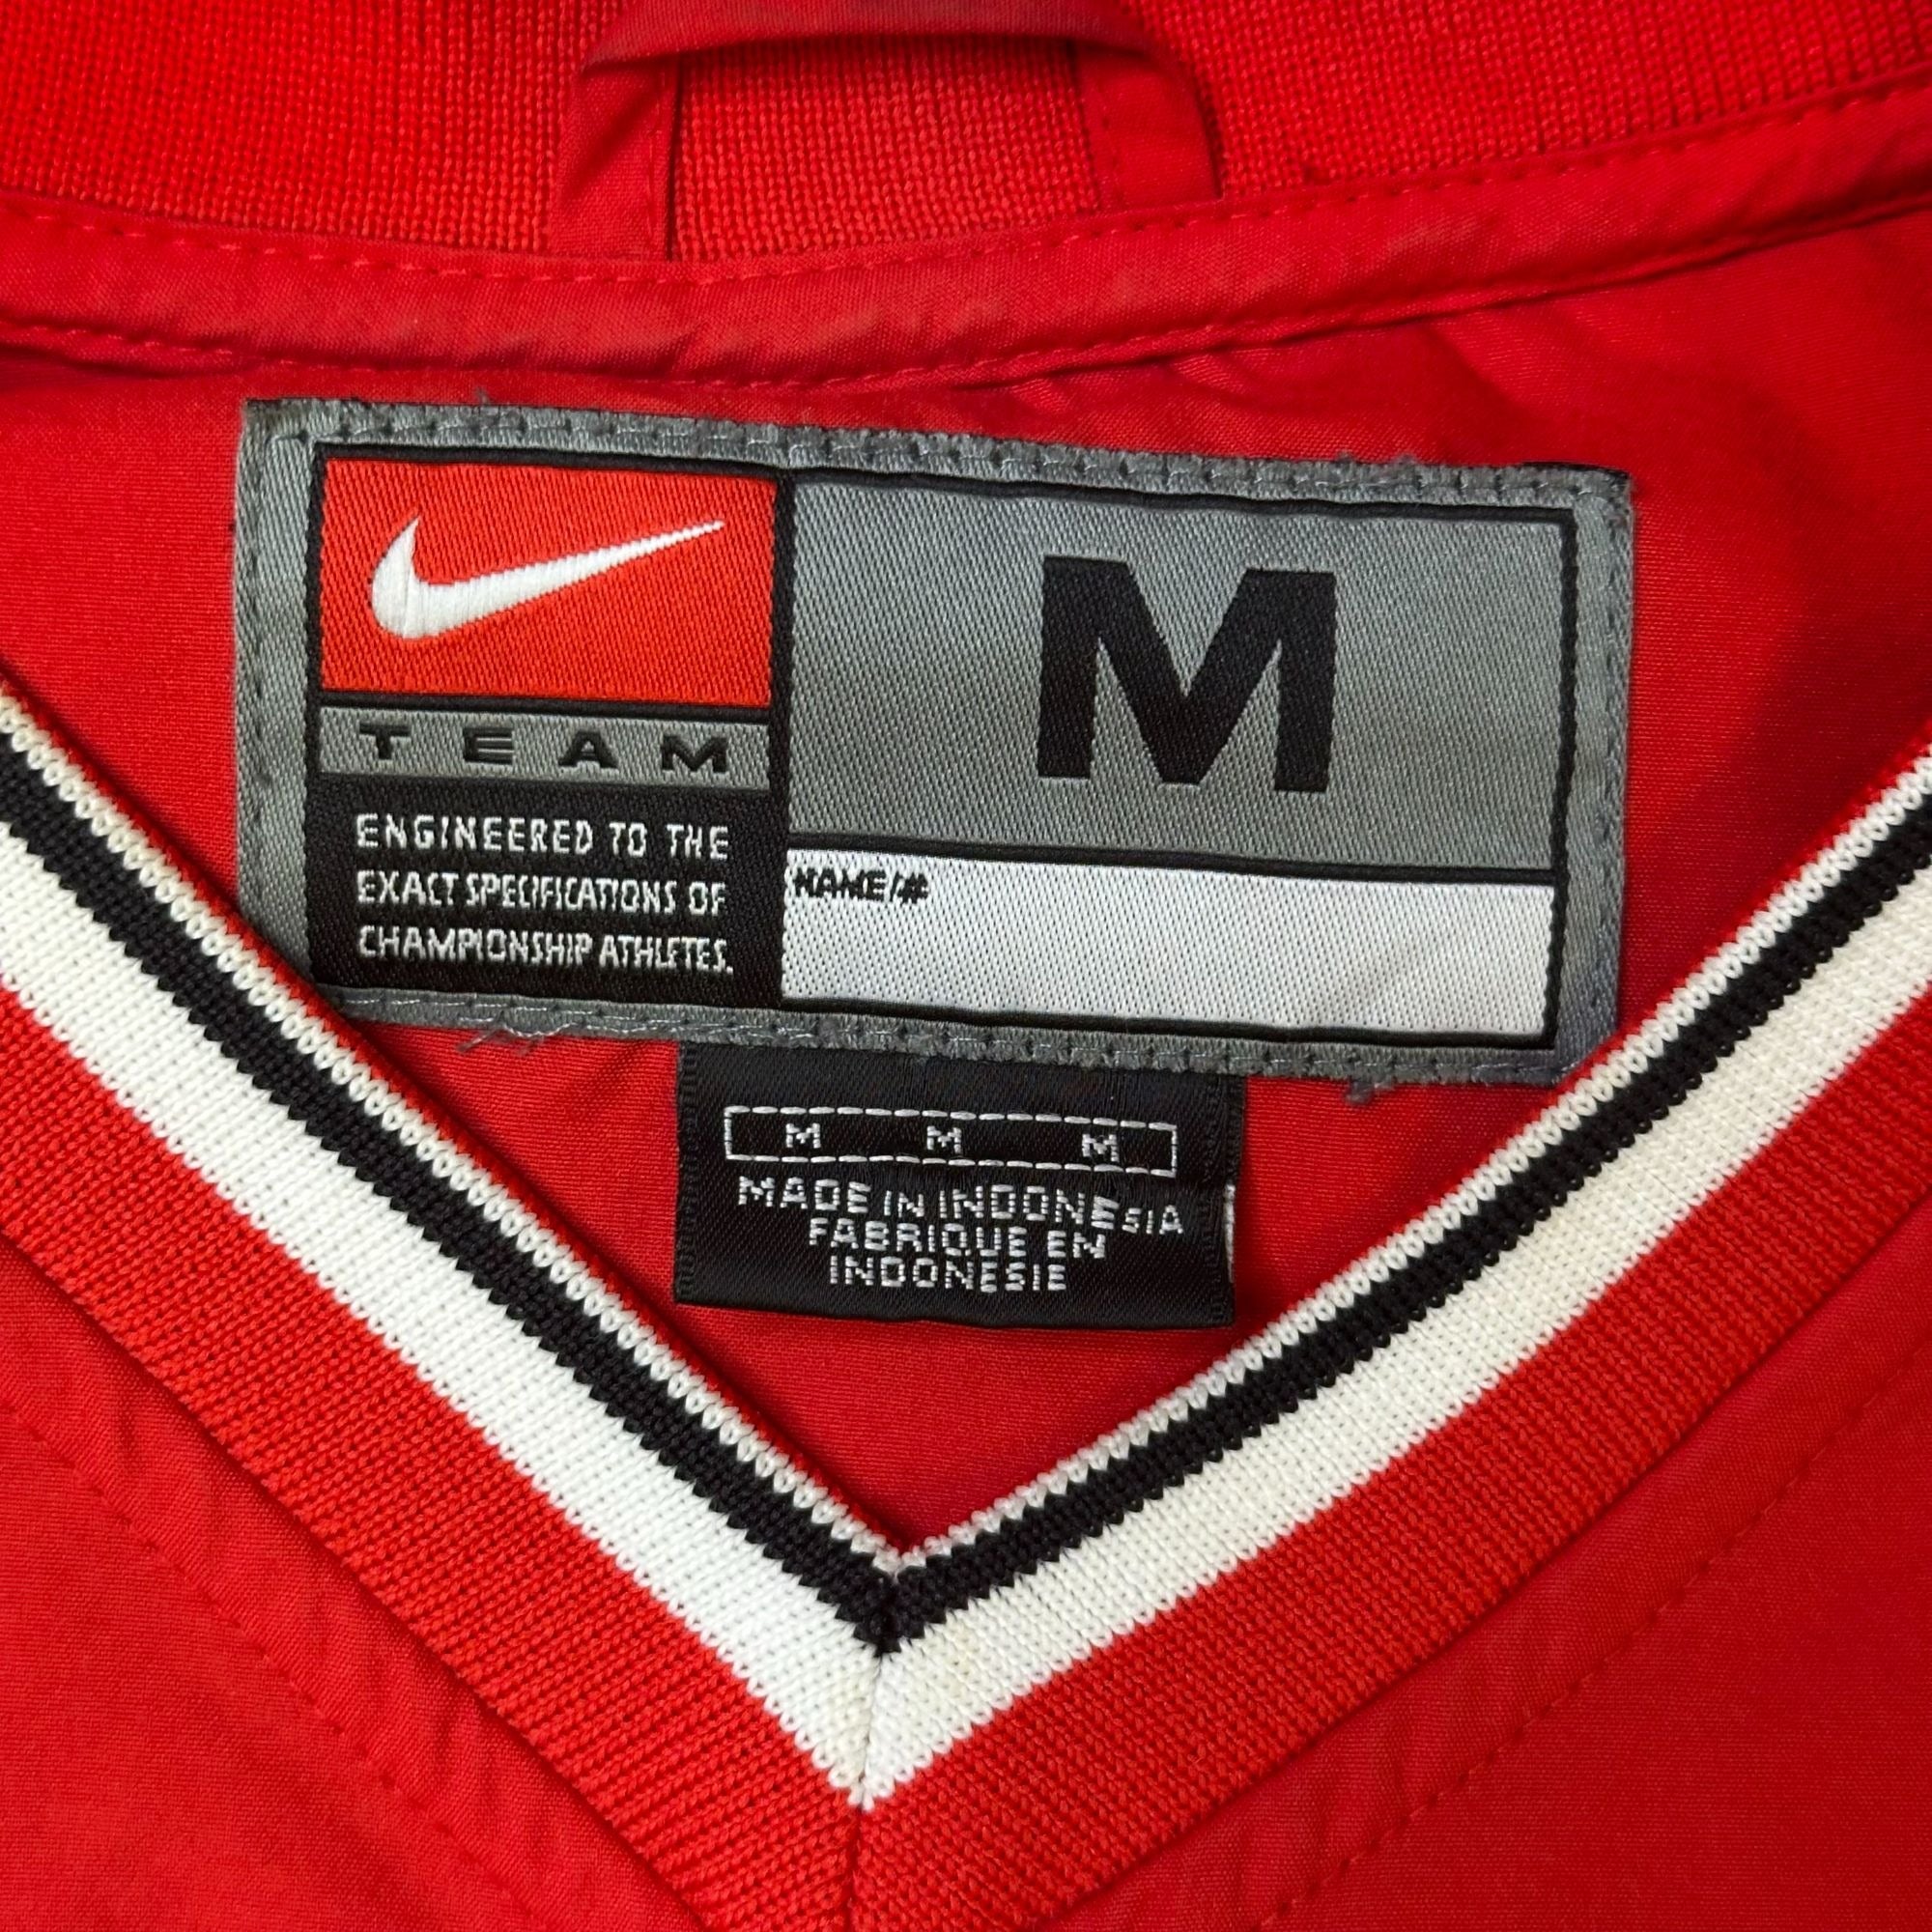 TEAM
ENGINEERED TO THE
EXACT SPECIFICATIONS OF
CHAMPIONSHIP ATHLETES.
M
NAME/#
M M M
MADE IN INDONESIA
FABRIQUE EN
INDONESIE